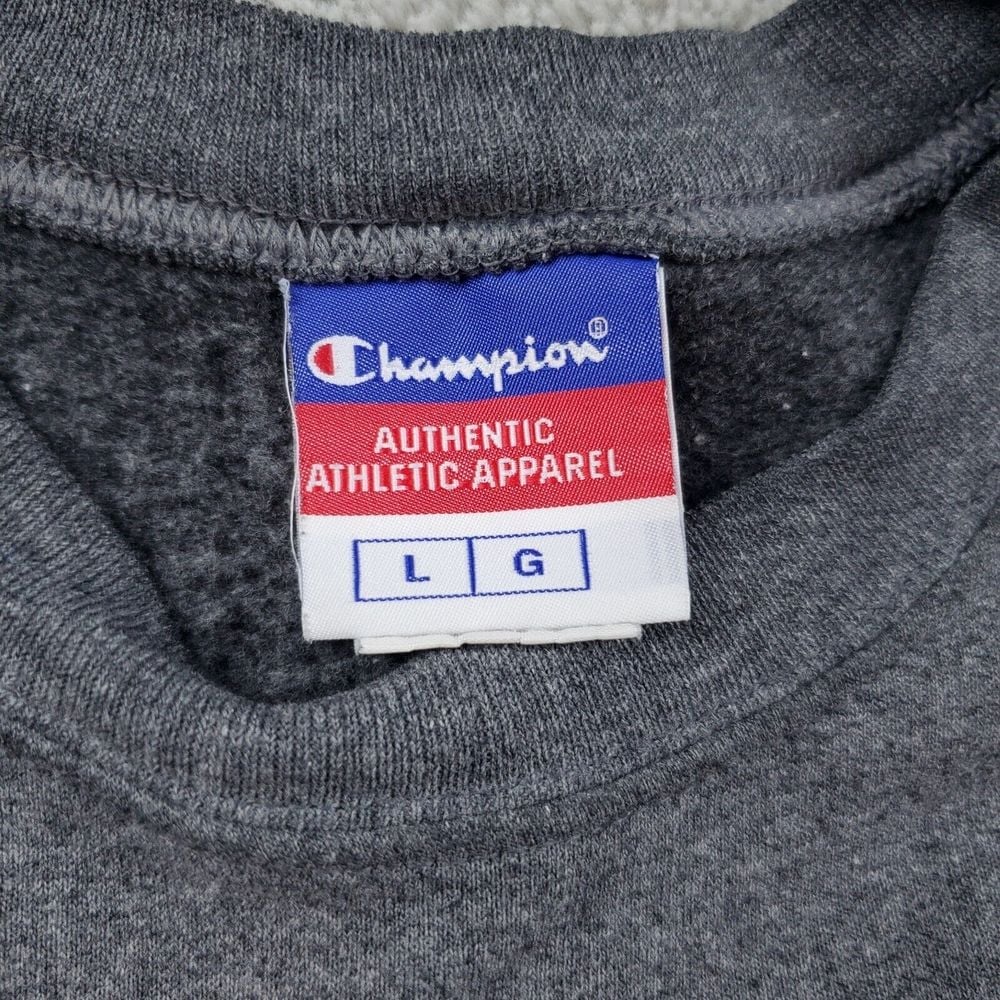 Champion®
AUTHENTIC
ATHLETIC APPAREL
L G